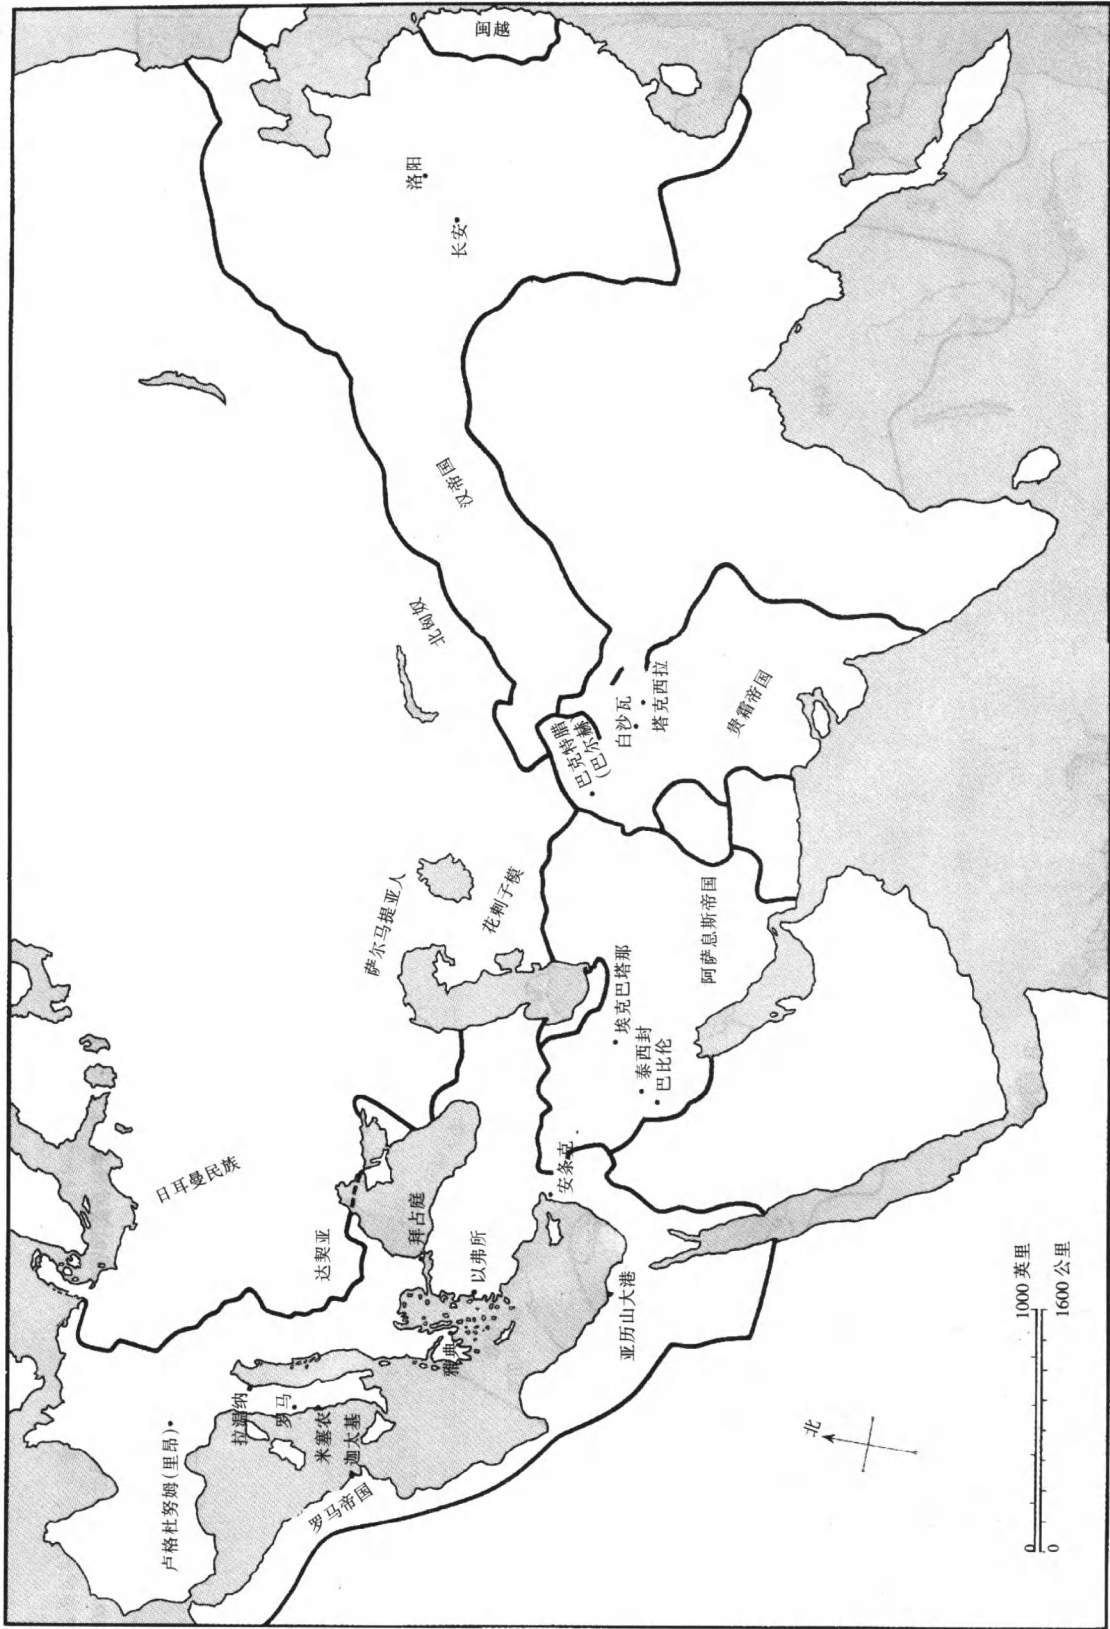 闽越
洛阳
长安
汉帝国
北匈奴
白沙瓦
塔克西拉
贵霜帝国
巴克特腊
(巴尔赫)
萨尔马提亚人
花剌子模
阿萨息斯帝国
埃克巴塔那
泰西封
巴比伦
日耳曼民族
安条克
达契亚
拜占庭
以弗所
亚历山大港
雅典
拉温纳
罗马
米塞农
迦太基
卢格杜努姆(里昂)
罗马帝国
北
0 1000 英里
0 1600 公里